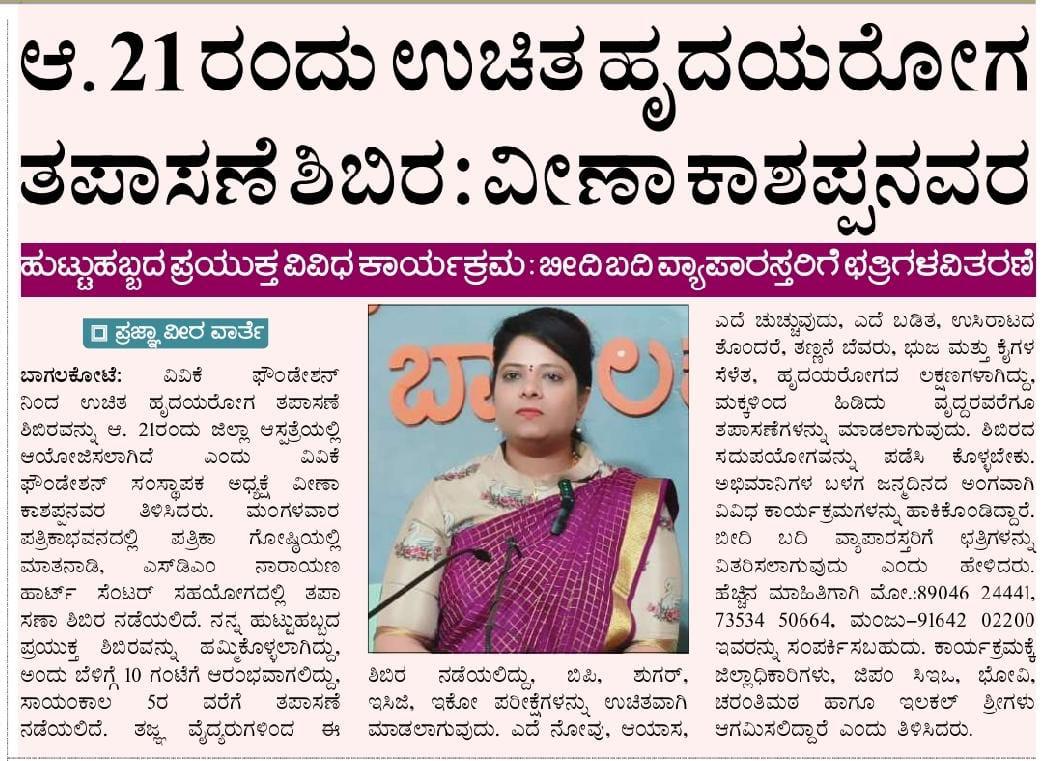 ಆ. 21 ರಂದು ಉಚಿತ ಹೃದಯರೋಗ
ತಪಾಸಣೆ ಶಿಬಿರ : ವೀಣಾ ಕಾಶಪ್ಪನವರ
ಹುಟ್ಟುಹಬ್ಬದ ಪ್ರಯುಕ್ತ ವಿವಿಧ ಕಾರ್ಯಕ್ರಮ : ಬೀದಿ ಬದಿ ವ್ಯಾಪಾರಸ್ತರಿಗೆ ಛತ್ರಿಗಳ ವಿತರಣೆ
ಪ್ರಜ್ಞಾ ವೀರ ವಾರ್ತೆ
ಬಾಗಲಕೋಟೆ: ವಿವಿಕೆ ಫೌಂಡೇಶನ್
ನಿಂದ ಉಚಿತ ಹೃದಯರೋಗ ತಪಾಸಣೆ
ಶಿಬಿರವನ್ನು ಆ. 21ರಂದು ಜಿಲ್ಲಾ ಆಸ್ಪತ್ರೆಯಲ್ಲಿ
ಆಯೋಜಿಸಲಾಗಿದೆ ಎಂದು ವಿವಿಕೆ
ಫೌಂಡೇಶನ್ ಸಂಸ್ಥಾಪಕ ಅಧ್ಯಕ್ಷೆ ವೀಣಾ
ಕಾಶಪ್ಪನವರ ತಿಳಿಸಿದರು. ಮಂಗಳವಾರ
ಪತ್ರಿಕಾಭವನದಲ್ಲಿ ಪತ್ರಿಕಾ ಗೋಷ್ಠಿಯಲ್ಲಿ
ಮಾತನಾಡಿ, ಎಸ್‌ಡಿಎಂ ನಾರಾಯಣ
ಹಾರ್ಟ್ ಸೆಂಟರ್ ಸಹಯೋಗದಲ್ಲಿ ತಪಾ
ಸಣಾ ಶಿಬಿರ ನಡೆಯಲಿದೆ. ನನ್ನ ಹುಟ್ಟುಹಬ್ಬದ
ಪ್ರಯುಕ್ತ ಶಿಬಿರವನ್ನು ಹಮ್ಮಿಕೊಳ್ಳಲಾಗಿದ್ದು,
ಅಂದು ಬೆಳಿಗ್ಗೆ 10 ಗಂಟೆಗೆ ಆರಂಭವಾಗಲಿದ್ದು,
ಸಾಯಂಕಾಲ 5ರ ವರೆಗೆ ತಪಾಸಣೆ
ನಡೆಯಲಿದೆ. ತಜ್ಞ ವೈದ್ಯರುಗಳಿಂದ ಈ
ಶಿಬಿರ ನಡೆಯಲಿದ್ದು, ಬಿಪಿ, ಶುಗರ್,
ಇಸಿಜಿ, ಇಕೋ ಪರೀಕ್ಷೆಗಳನ್ನು ಉಚಿತವಾಗಿ
ಮಾಡಲಾಗುವುದು. ಎದೆ ನೋವು, ಆಯಾಸ,
ಎದೆ ಚುಚ್ಚುವುದು, ಎದೆ ಬಡಿತ, ಉಸಿರಾಟದ
ತೊಂದರೆ, ತಣ್ಣನೆ ಬೆವರು, ಭುಜ ಮತ್ತು ಕೈಗಳ
ಸೆಳೆತ, ಹೃದಯರೋಗದ ಲಕ್ಷಣಗಳಾಗಿದ್ದು,
ಮಕ್ಕಳಿಂದ ಹಿಡಿದು ವೃದ್ದರವರೆಗೂ
ತಪಾಸಣೆಗಳನ್ನು ಮಾಡಲಾಗುವುದು. ಶಿಬಿರದ
ಸದುಪಯೋಗವನ್ನು ಪಡೆಸಿ ಕೊಳ್ಳಬೇಕು.
ಅಭಿಮಾನಿಗಳ ಬಳಗ ಜನ್ಮದಿನದ ಅಂಗವಾಗಿ
ವಿವಿಧ ಕಾರ್ಯಕ್ರಮಗಳನ್ನು ಹಾಕಿಕೊಂಡಿದ್ದಾರೆ.
ಬೀದಿ ಬದಿ ವ್ಯಾಪಾರಸ್ತರಿಗೆ ಛತ್ರಿಗಳನ್ನು
ವಿತರಿಸಲಾಗುವುದು ಎಂದು ಹೇಳಿದರು.
ಹೆಚ್ಚಿನ ಮಾಹಿತಿಗಾಗಿ ಮೋ.:89046 24441,
73534 50664, ಮಂಜು-91642 02200
ಇವರನ್ನು ಸಂಪರ್ಕಿಸಬಹುದು. ಕಾರ್ಯಕ್ರಮಕ್ಕೆ
ಜಿಲ್ಲಾಧಿಕಾರಿಗಳು, ಜಿಪಂ ಸಿಇಒ, ಭೋವಿ,
ಚರಂತಿಮಠ ಹಾಗೂ ಇಲಕಲ್ ಶ್ರೀಗಳು
ಆಗಮಿಸಲಿದ್ದಾರೆ ಎಂದು ತಿಳಿಸಿದರು.